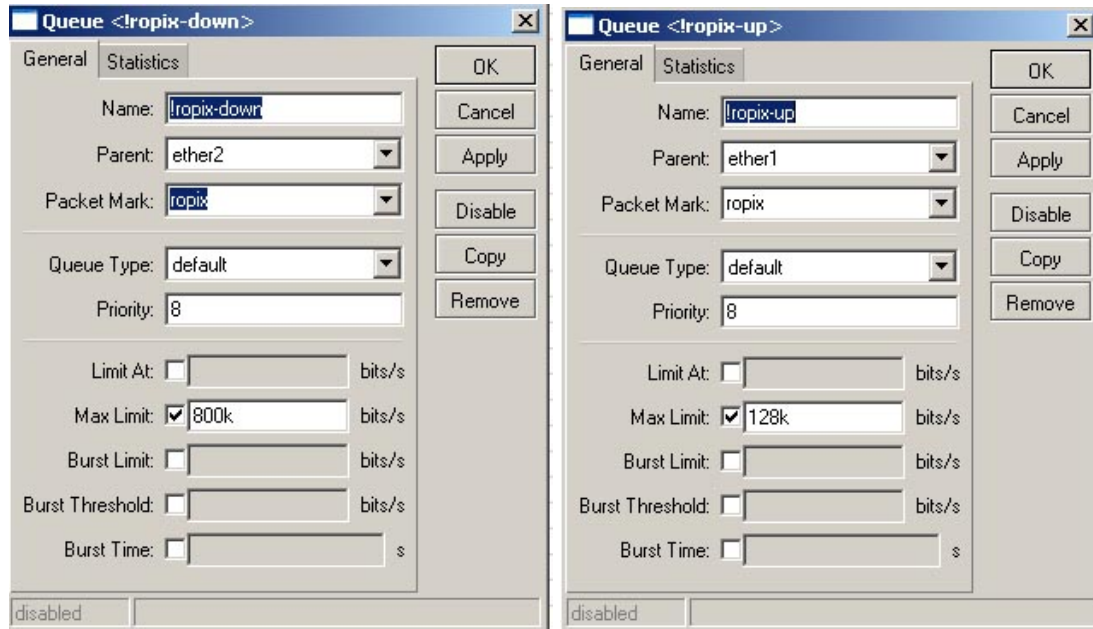 Queue <!ropix-down>
General Statistics
OK
Name: !ropix-down
Cancel
Parent: ether2
Apply
Packet Mark: ropix
Disable
Queue Type: default
Copy
Priority: 8
Remove
Limit At: bits/s
Max Limit: 800k bits/s
Burst Limit: bits/s
Burst Threshold: bits/s
Burst Time: s
disabled
Queue <!ropix-up>
General Statistics
OK
Name: !ropix-up
Cancel
Parent: ether1
Apply
Packet Mark: ropix
Disable
Queue Type: default
Copy
Priority: 8
Remove
Limit At: bits/s
Max Limit: 128k bits/s
Burst Limit: bits/s
Burst Threshold: bits/s
Burst Time: s
disabled